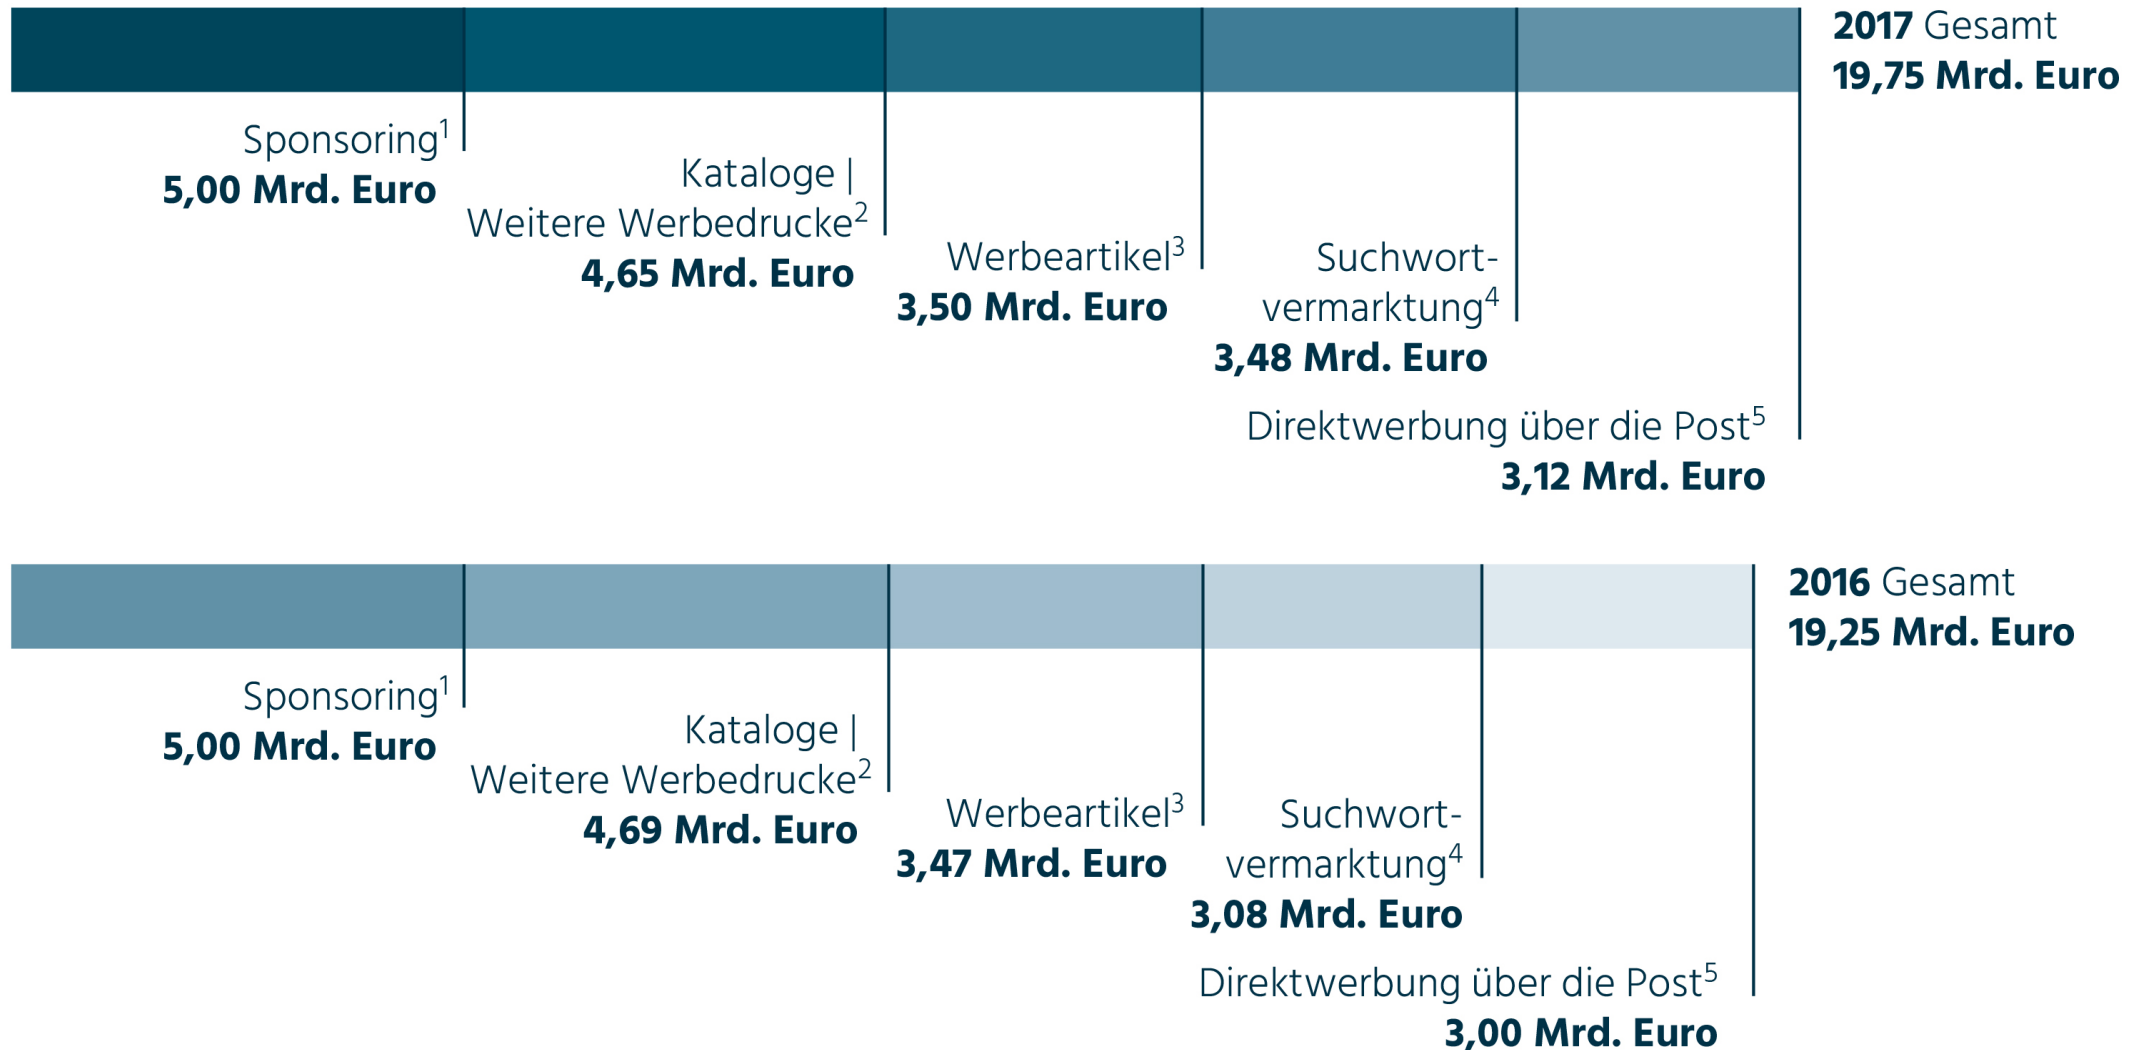 2017 Gesamt
19,75 Mrd. Euro
Sponsoring¹
5,00 Mrd. Euro
Kataloge |
Weitere Werbedrucke²
4,65 Mrd. Euro
Werbeartikel³
3,50 Mrd. Euro
Suchwort-
vermarktung⁴
3,48 Mrd. Euro
Direktwerbung über die Post⁵
3,12 Mrd. Euro
2016 Gesamt
19,25 Mrd. Euro
Sponsoring¹
5,00 Mrd. Euro
Kataloge |
Weitere Werbedrucke²
4,69 Mrd. Euro
Werbeartikel³
3,47 Mrd. Euro
Suchwort-
vermarktung⁴
3,08 Mrd. Euro
Direktwerbung über die Post⁵
3,00 Mrd. Euro